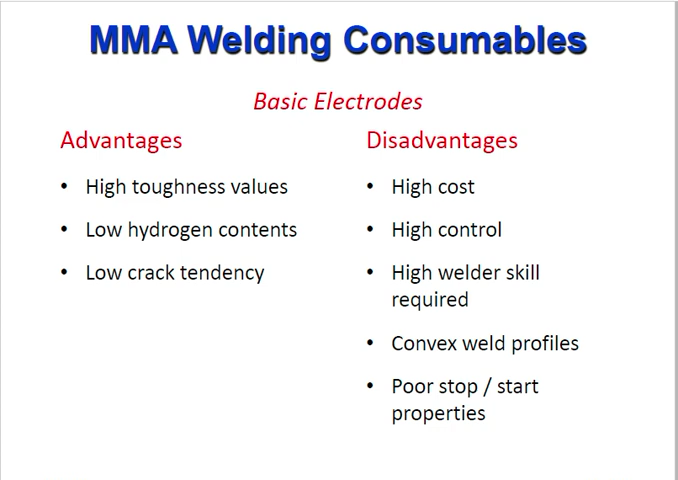 MMA Welding Consumables
Basic Electrodes
Advantages
• High toughness values
• Low hydrogen contents
• Low crack tendency
Disadvantages
• High cost
• High control
• High welder skill
required
• Convex weld profiles
• Poor stop / start
properties